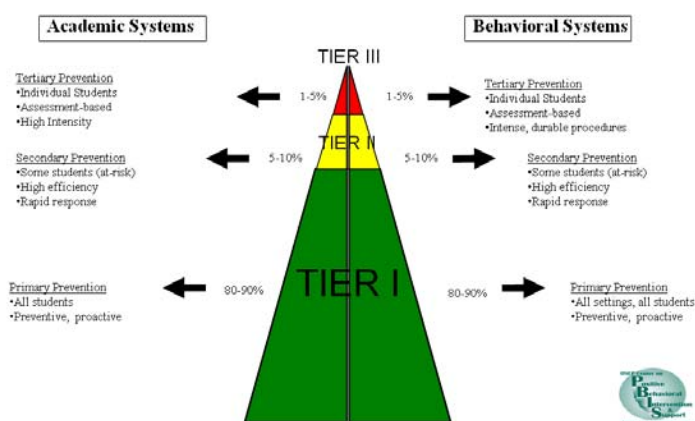 Academic Systems
Behavioral Systems
TIER III
Tertiary Prevention
•Individual Students
•Assessment-based
•High Intensity
1-5%
1-5%
Tertiary Prevention
•Individual Students
•Assessment-based
•Intense, durable procedures
TIER II
Secondary Prevention
•Some students (at-risk)
•High efficiency
•Rapid response
5-10%
5-10%
Secondary Prevention
•Some students (at-risk)
•High efficiency
•Rapid response
TIER I
Primary Prevention
•All students
•Preventive, proactive
80-90%
80-90%
Primary Prevention
•All settings, all students
•Preventive, proactive
Positive
Behavioral
Intervention
&
Support